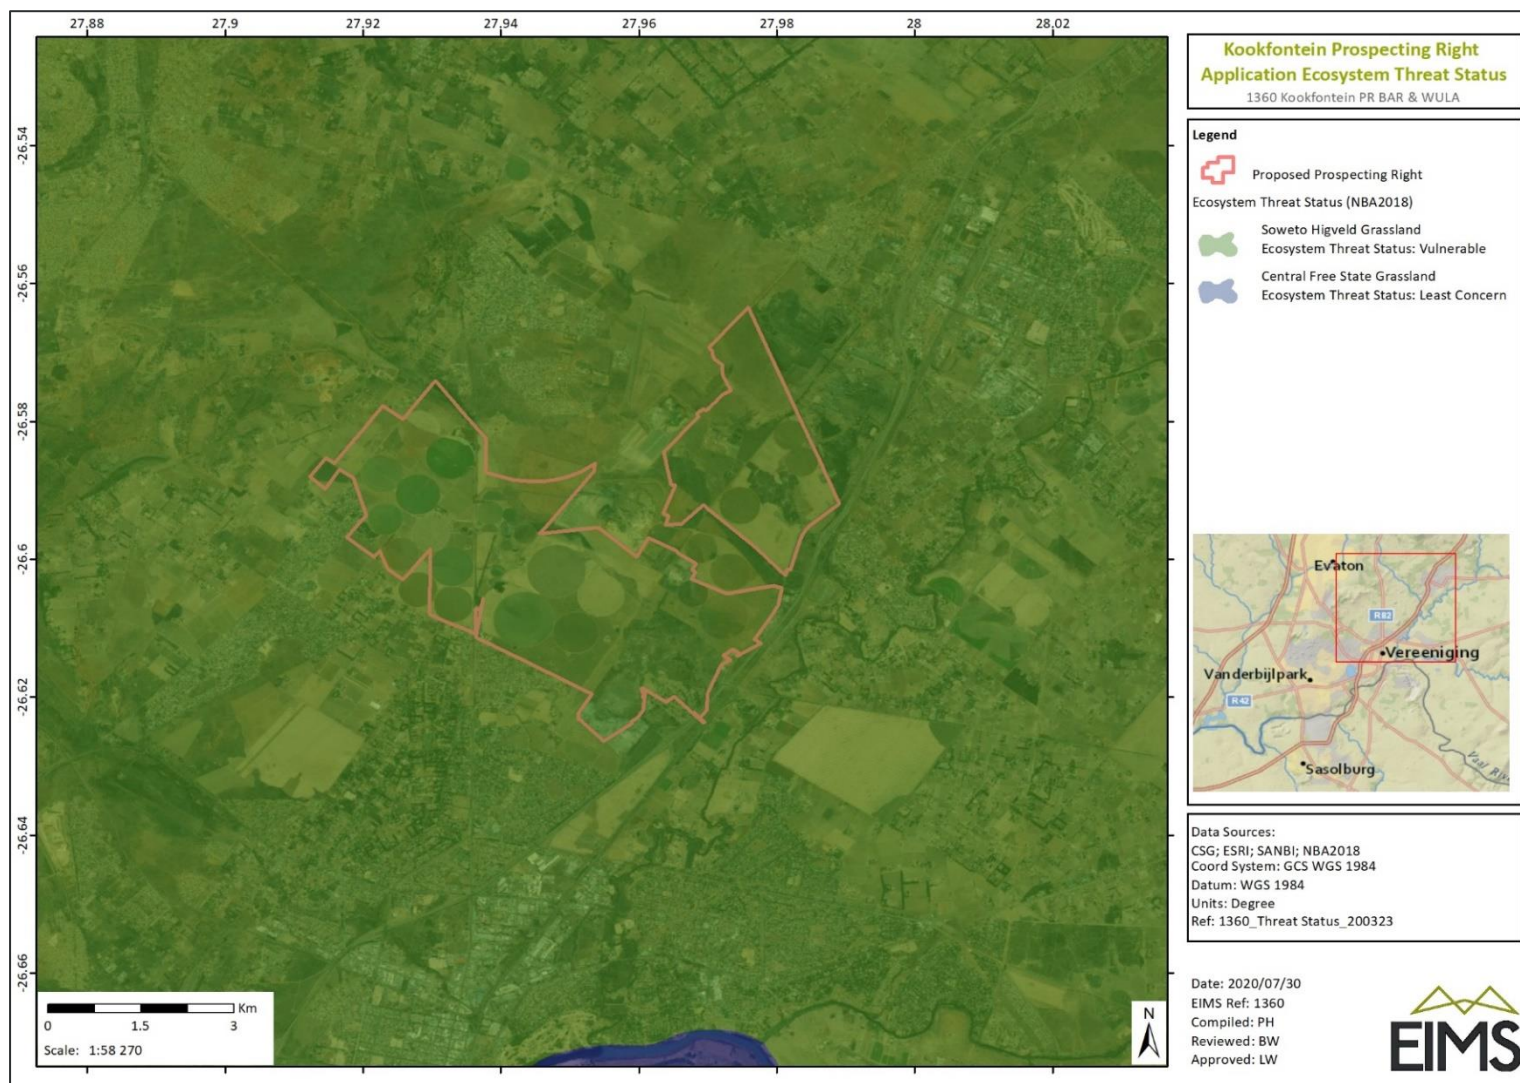 27.88 27.9 27.92 27.94 27.96 27.98 28 28.02
-26.54
-26.56
-26.58
-26.6
-26.62
-26.64
-26.66
Km
0 1.5 3
Scale: 1:58 270
N
Kookfontein Prospecting Right
Application Ecosystem Threat Status
1360 Kookfontein PR BAR & WULA
Legend
Proposed Prospecting Right
Ecosystem Threat Status (NBA2018)
Soweto Higveld Grassland
Ecosystem Threat Status: Vulnerable
Central Free State Grassland
Ecosystem Threat Status: Least Concern
Evaton
R82
Vereeniging
Vanderbijlpark
R42
Sasolburg
Data Sources:
CSG; ESRI; SANBI; NBA2018
Coord System: GCS WGS 1984
Datum: WGS 1984
Units: Degree
Ref: 1360_Threat Status_200323
Date: 2020/07/30
EIMS Ref: 1360
Compiled: PH
Reviewed: BW
Approved: LW
EIMS